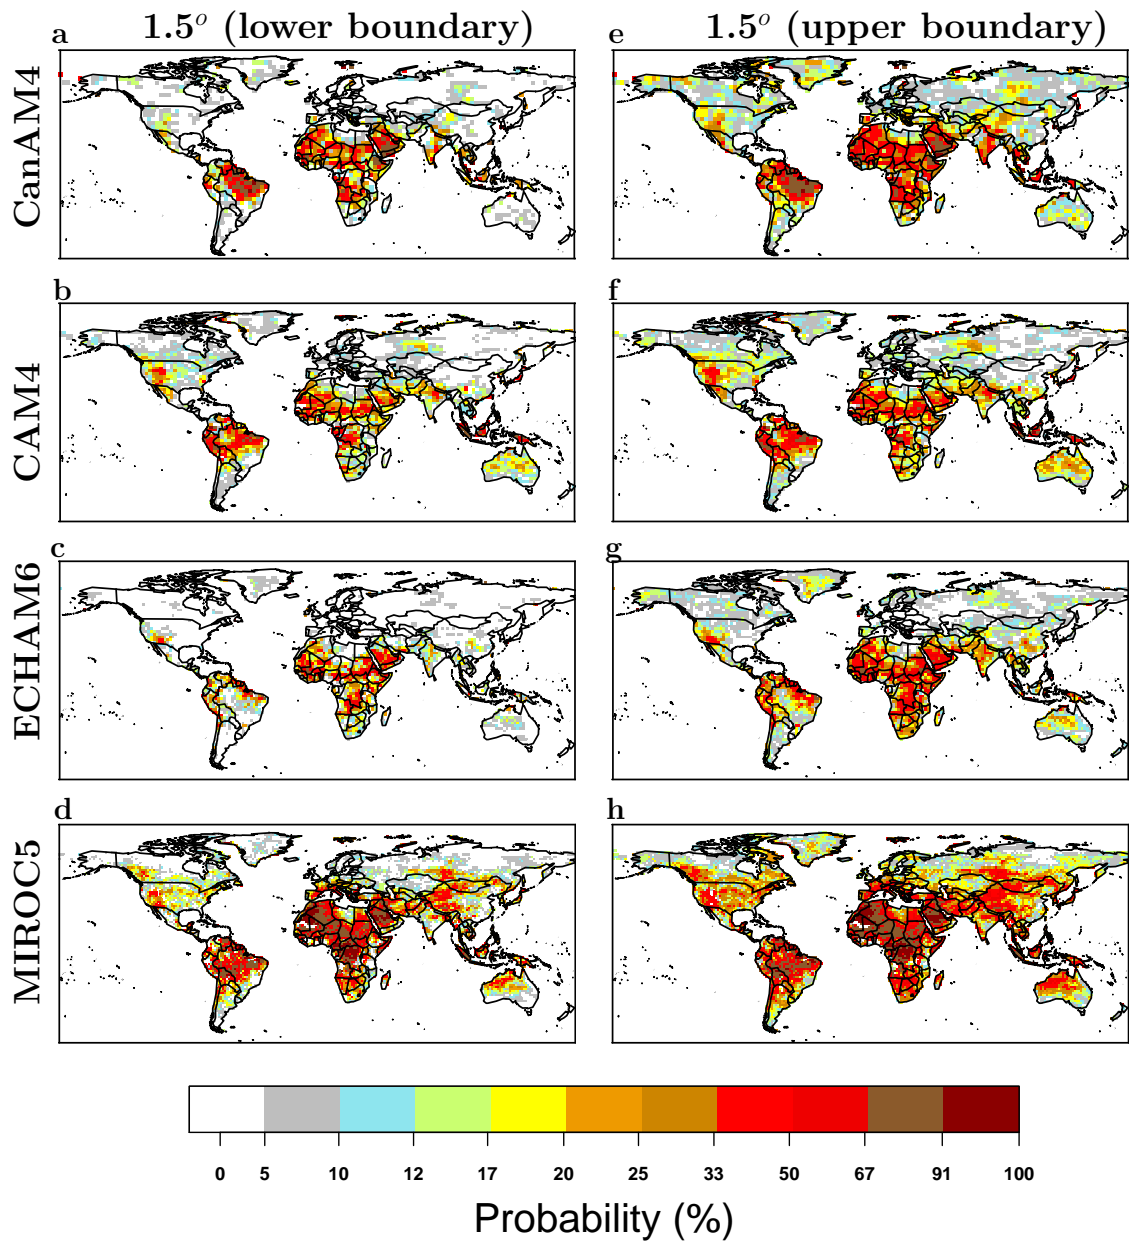 1.5° (lower boundary)
1.5° (upper boundary)
a
e
CanAM4
b
f
CAM4
c
g
ECHAM6
d
h
MIROC5
0 5 10 12 17 20 25 33 50 67 91 100
Probability (%)